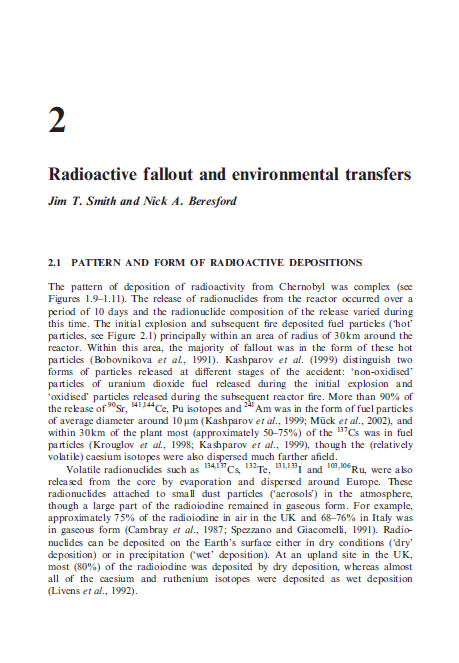 2
Radioactive fallout and environmental transfers
Jim T. Smith and Nick A. Beresford
2.1 PATTERN AND FORM OF RADIOACTIVE DEPOSITIONS
The pattern of deposition of radioactivity from Chernobyl was complex (see
Figures 1.9–1.11). The release of radionuclides from the reactor occurred over a
period of 10 days and the radionuclide composition of the release varied during
this time. The initial explosion and subsequent fire deposited fuel particles ('hot'
particles, see Figure 2.1) principally within an area of radius of 30 km around the
reactor. Within this area, the majority of fallout was in the form of these hot
particles (Bobovnikova et al., 1991). Kashparov et al. (1999) distinguish two
forms of particles released at different stages of the accident: 'non-oxidised'
particles of uranium dioxide fuel released during the initial explosion and
'oxidised' particles released during the subsequent reactor fire. More than 90% of
the release of ⁹⁰Sr, ¹⁴¹,¹⁴⁴Ce, Pu isotopes and ²⁴¹Am was in the form of fuel particles
of average diameter around 10 μm (Kashparov et al., 1999; Mück et al., 2002), and
within 30 km of the plant most (approximately 50–75%) of the ¹³⁷Cs was in fuel
particles (Krouglov et al., 1998; Kashparov et al., 1999), though the (relatively
volatile) caesium isotopes were also dispersed much farther afield.
Volatile radionuclides such as ¹³⁴,¹³⁷Cs, ¹³²Te, ¹³¹,¹³³I and ¹⁰³,¹⁰⁶Ru, were also
released from the core by evaporation and dispersed around Europe. These
radionuclides attached to small dust particles ('aerosols') in the atmosphere,
though a large part of the radioiodine remained in gaseous form. For example,
approximately 75% of the radioiodine in air in the UK and 68–76% in Italy was
in gaseous form (Cambray et al., 1987; Spezzano and Giacomelli, 1991). Radio-
nuclides can be deposited on the Earth's surface either in dry conditions ('dry'
deposition) or in precipitation ('wet' deposition). At an upland site in the UK,
most (80%) of the radioiodine was deposited by dry deposition, whereas almost
all of the caesium and ruthenium isotopes were deposited as wet deposition
(Livens et al., 1992).